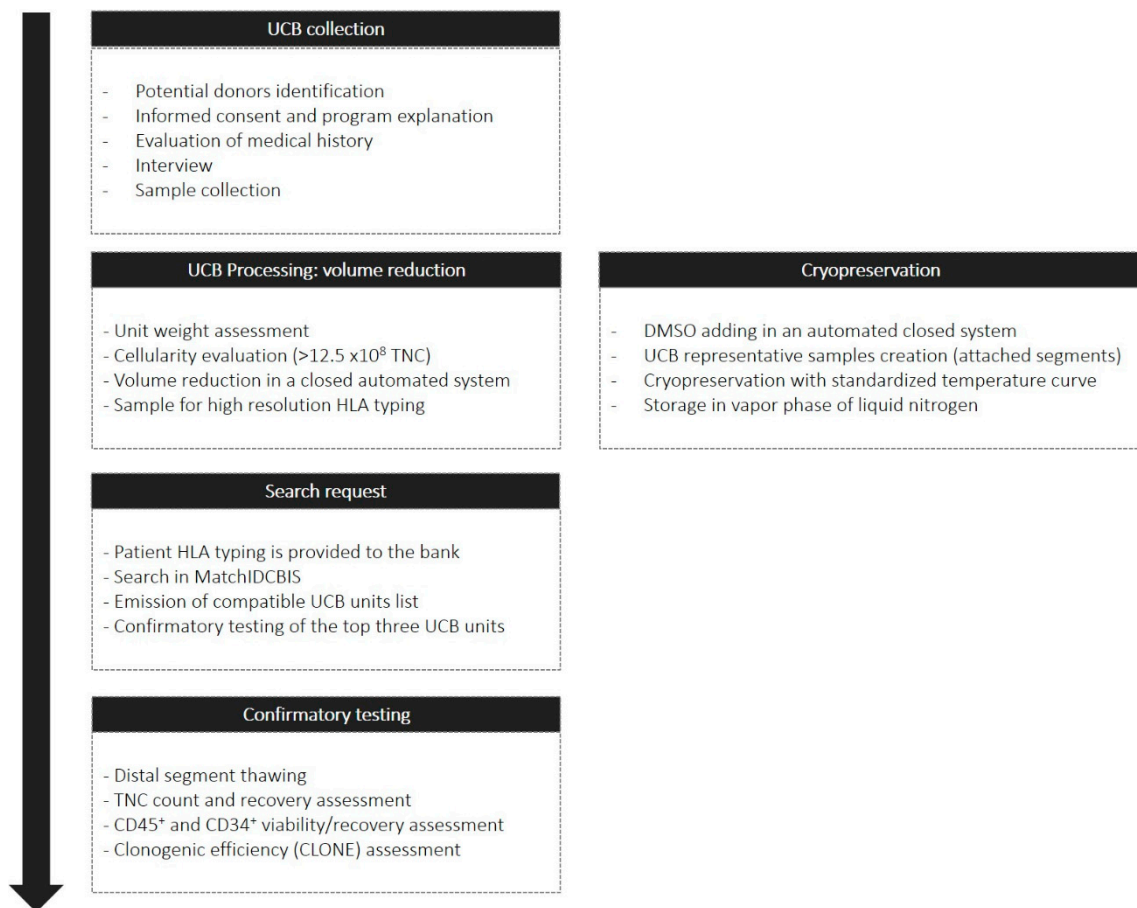 UCB collection
- Potential donors identification
- Informed consent and program explanation
- Evaluation of medical history
- Interview
- Sample collection
UCB Processing: volume reduction
- Unit weight assessment
- Cellularity evaluation (>12.5 x10⁸ TNC)
- Volume reduction in a closed automated system
- Sample for high resolution HLA typing
Cryopreservation
- DMSO adding in an automated closed system
- UCB representative samples creation (attached segments)
- Cryopreservation with standardized temperature curve
- Storage in vapor phase of liquid nitrogen
Search request
- Patient HLA typing is provided to the bank
- Search in MatchIDCBIS
- Emission of compatible UCB units list
- Confirmatory testing of the top three UCB units
Confirmatory testing
- Distal segment thawing
- TNC count and recovery assessment
- CD45⁺ and CD34⁺ viability/recovery assessment
- Clonogenic efficiency (CLONE) assessment